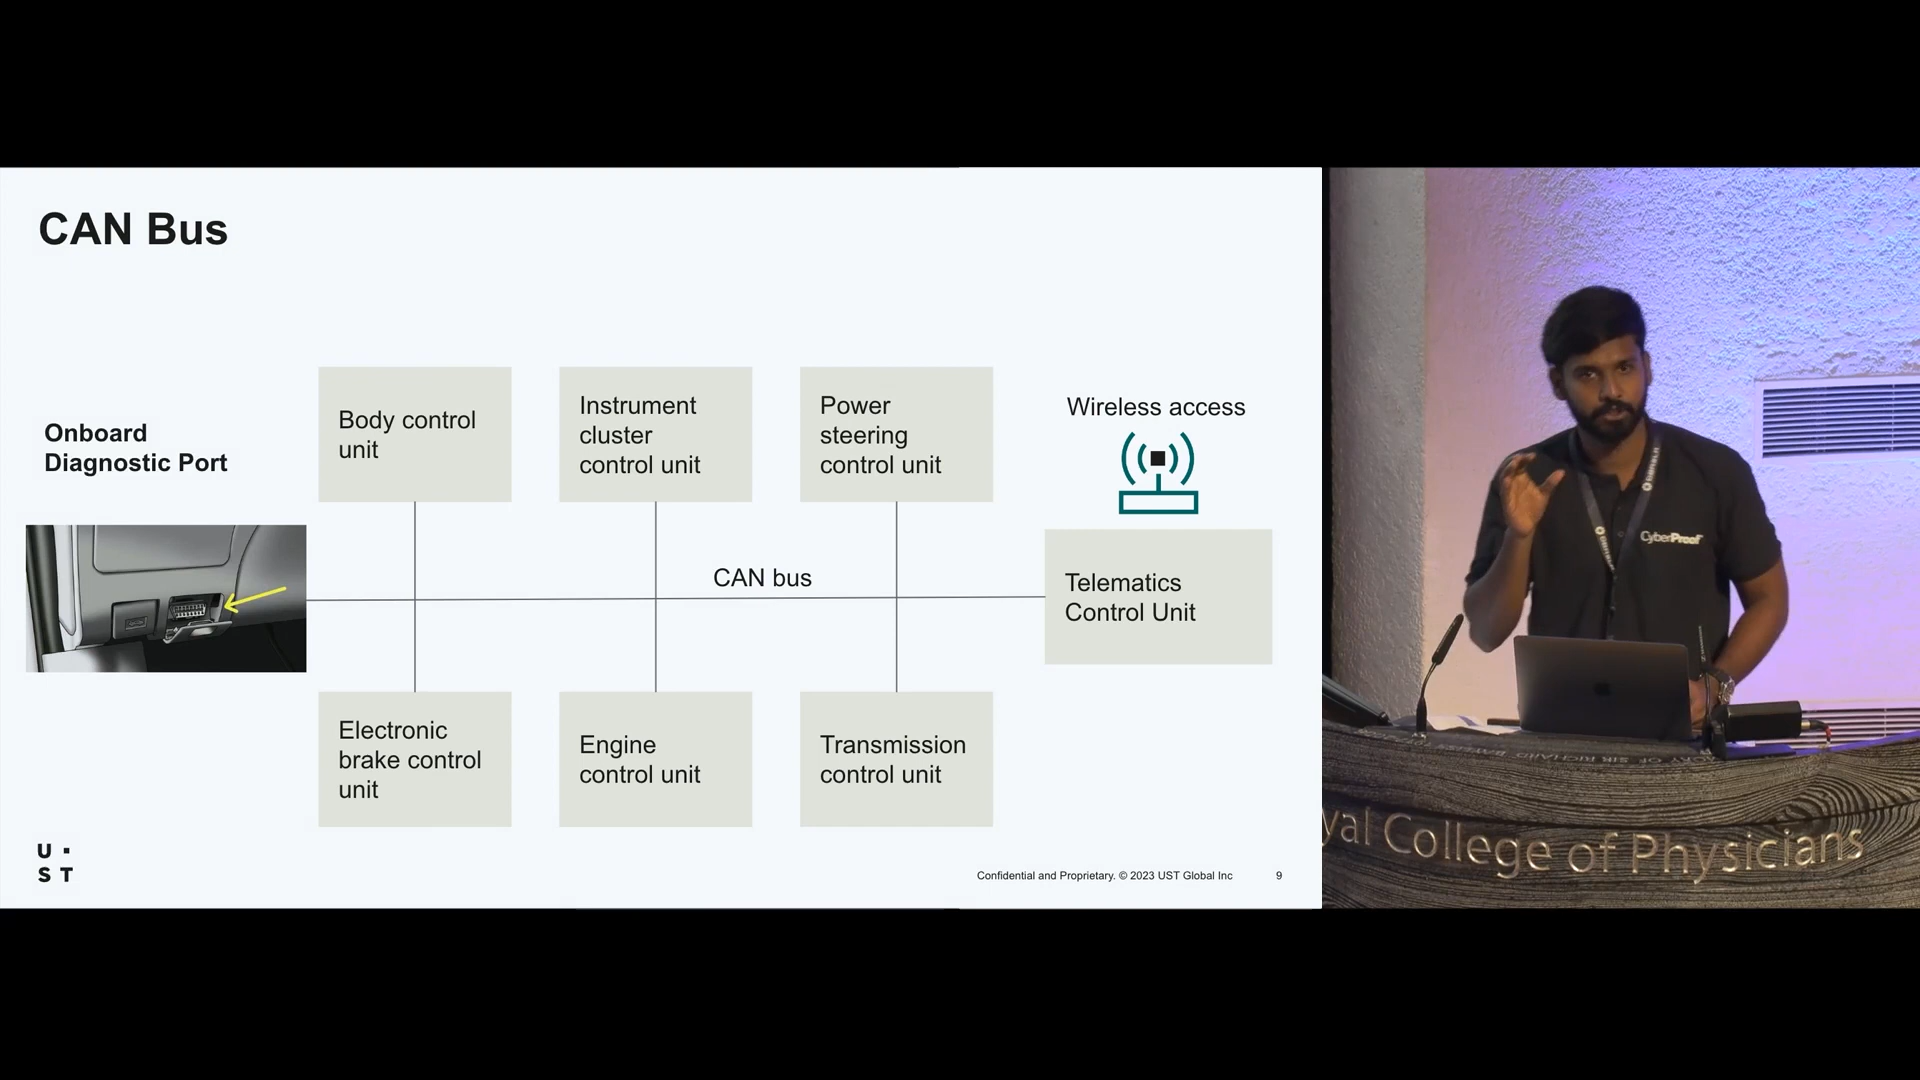 CAN Bus
Onboard
Diagnostic Port
Body control
unit
Instrument
cluster
control unit
Power
steering
control unit
Wireless access
CAN bus
Telematics
Control Unit
Electronic
brake control
unit
Engine
control unit
Transmission
control unit
U
ST
Confidential and Proprietary. © 2023 UST Global Inc
9
CyberProof
yal College of Physicians